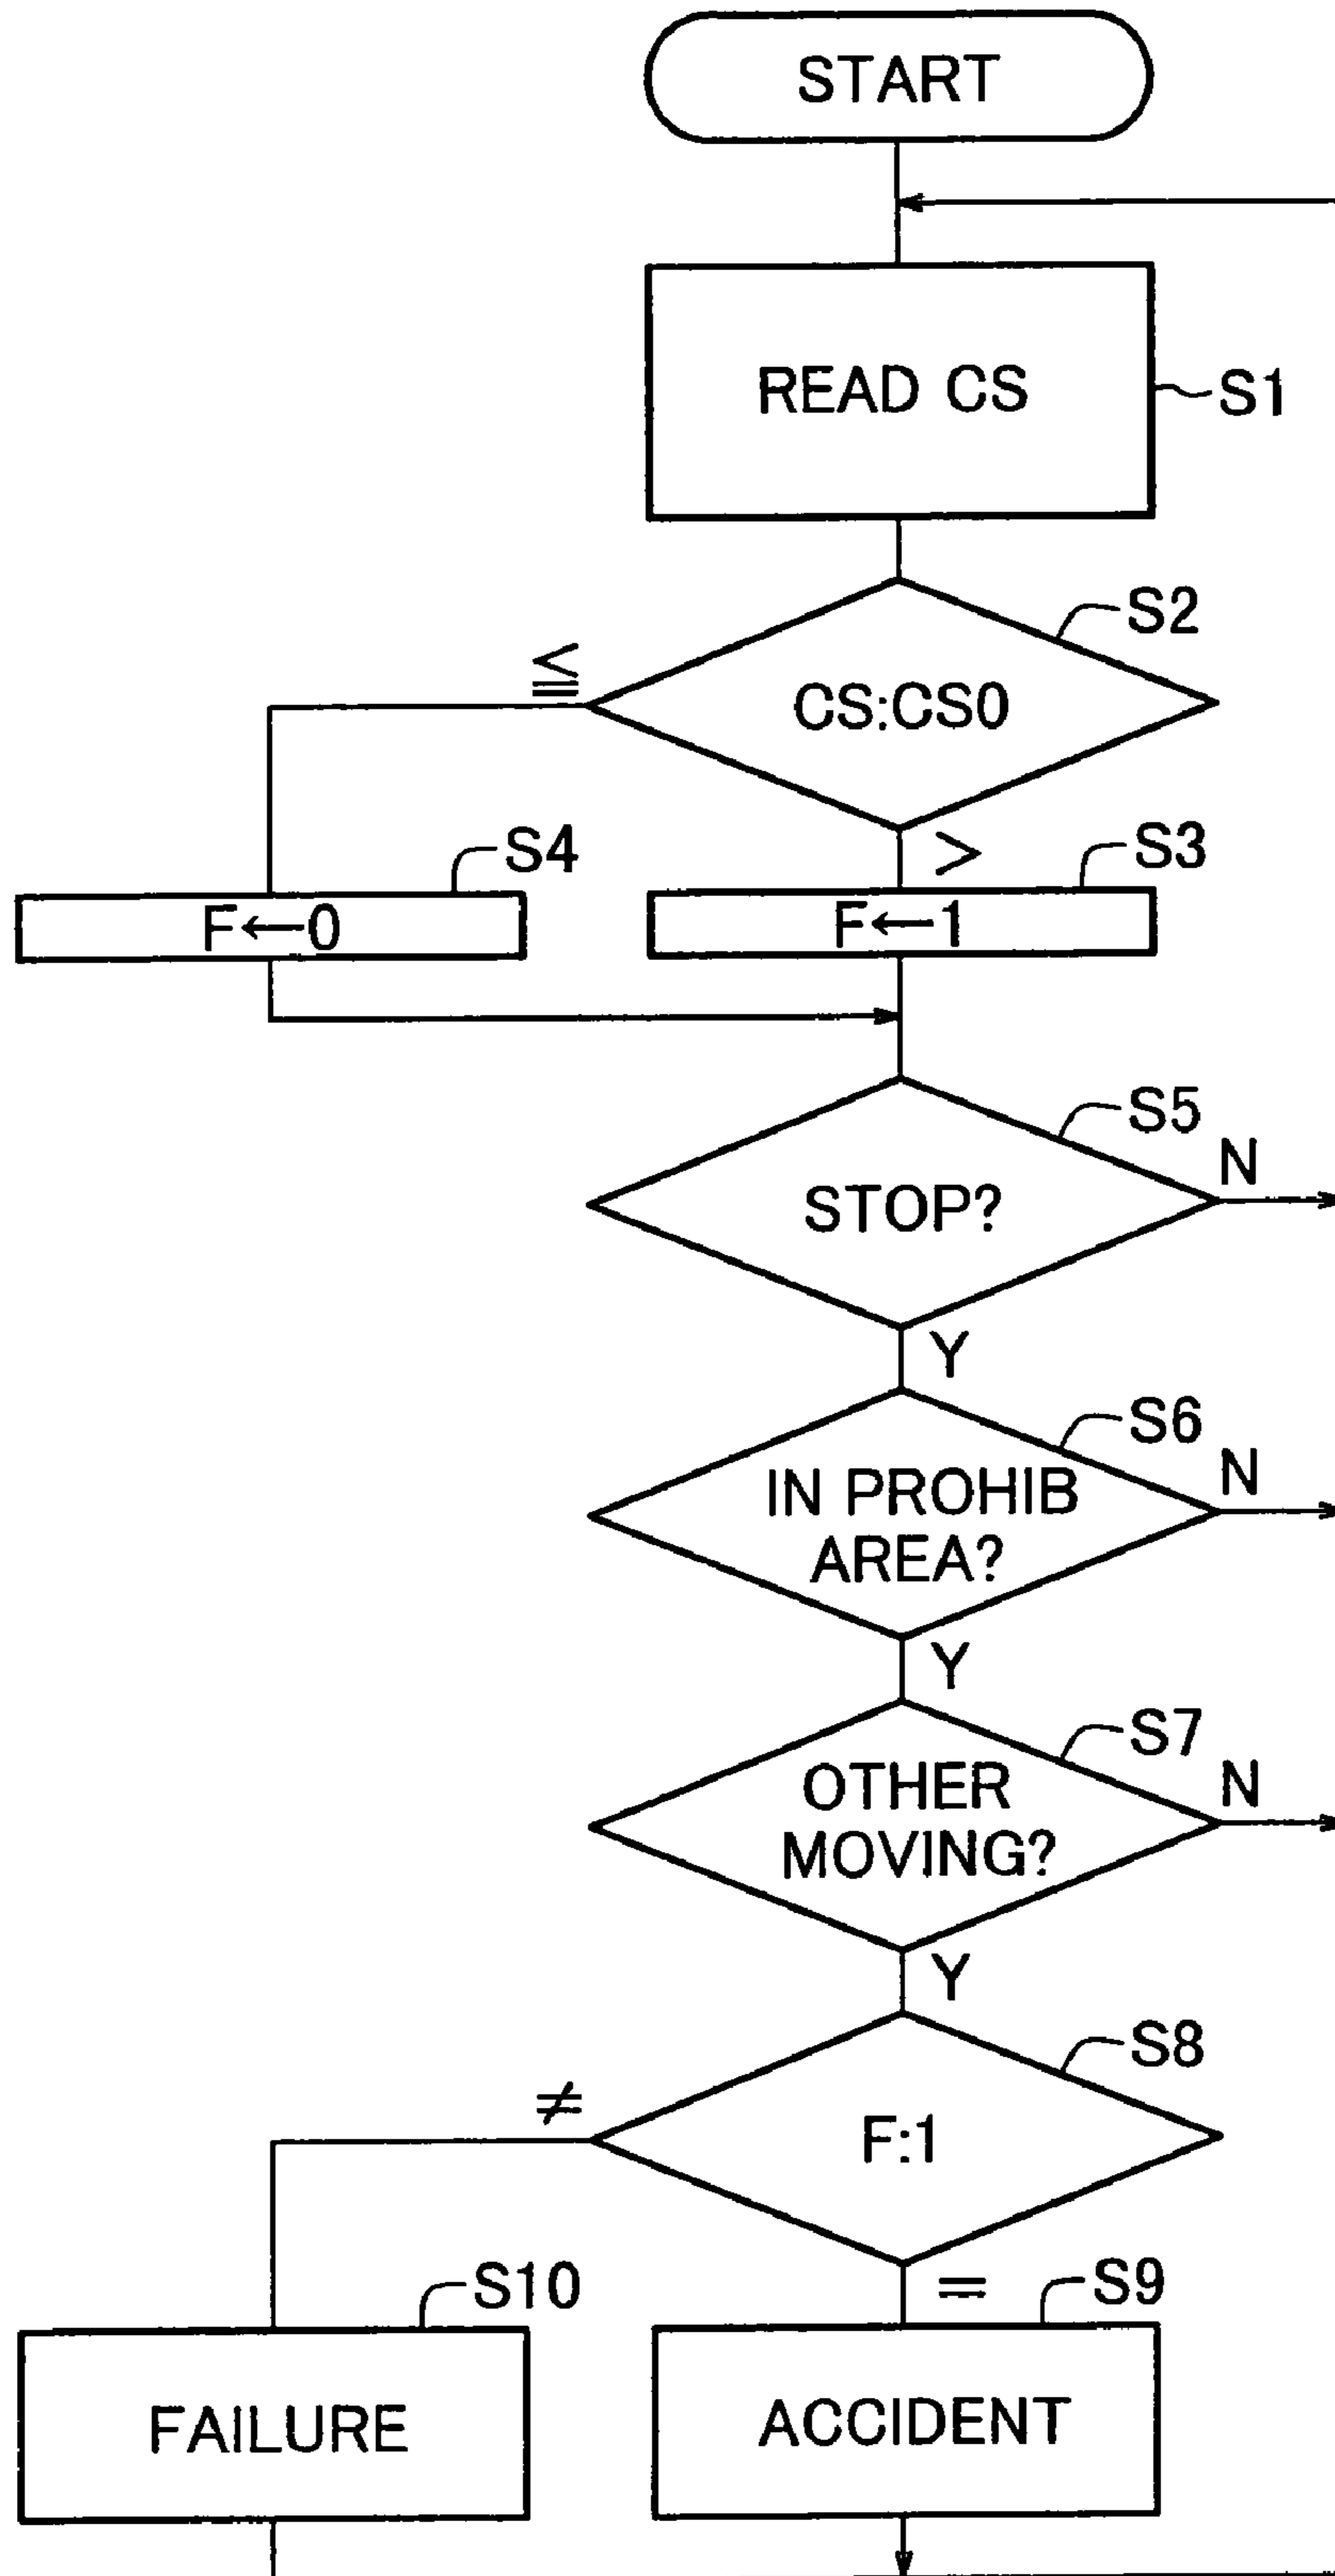 START
READ CS
S1
S2
≦
CS:CS0
>
S4
S3
F←0
F←1
S5
N
STOP?
Y
S6
N
IN PROHIB
AREA?
Y
S7
N
OTHER
MOVING?
Y
S8
≠
F:1
=
S10
S9
FAILURE
ACCIDENT